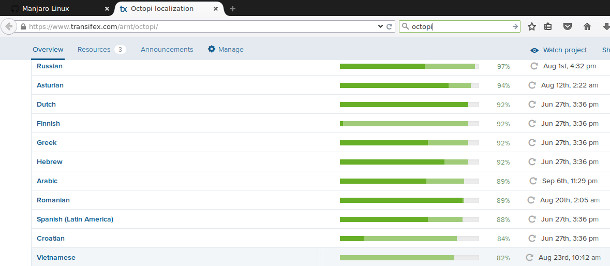 Manjaro Linux
tx Octopi localization
https://www.transifex.com/arnt/octopi/
octopi
Overview Resources 3 Announcements Manage Watch project Sh
Russian 97% Aug 1st, 4:32 pm
Asturian 94% Aug 12th, 2:22 am
Dutch 92% Jun 27th, 3:36 pm
Finnish 92% Jun 27th, 3:36 pm
Greek 92% Jun 27th, 3:36 pm
Hebrew 92% Jun 27th, 3:36 pm
Arabic 89% Sep 6th, 11:29 pm
Romanian 89% Aug 20th, 2:05 am
Spanish (Latin America) 88% Jun 27th, 3:36 pm
Croatian 84% Jun 27th, 3:36 pm
Vietnamese 82% Aug 23rd, 10:42 am